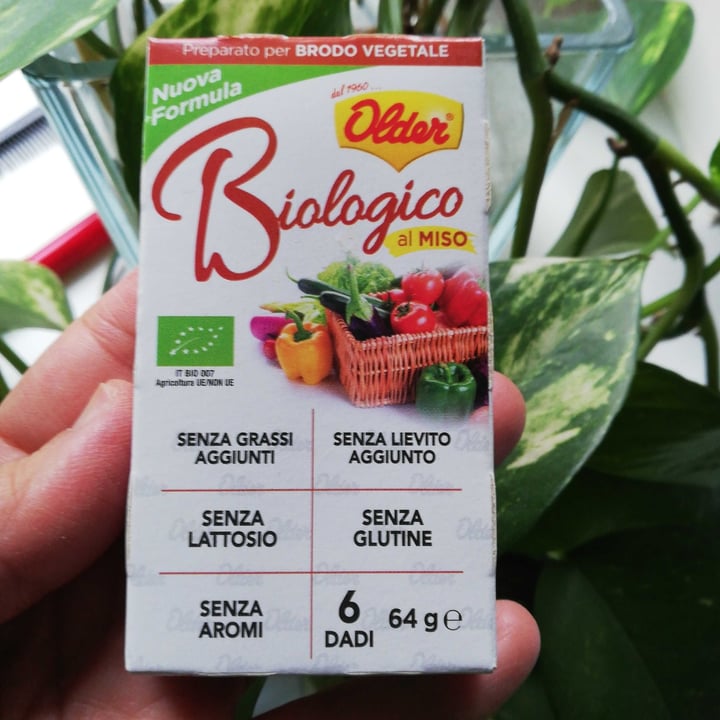 Preparato per BRODO VEGETALE
Nuova
Formula
dal 1960...
Older®
Biologico
al MISO
IT BIO 007
Agricoltura UE/NON UE
SENZA GRASSI
AGGIUNTI
SENZA LIEVITO
AGGIUNTO
SENZA
LATTOSIO
SENZA
GLUTINE
SENZA
AROMI
6
DADI
64 g e